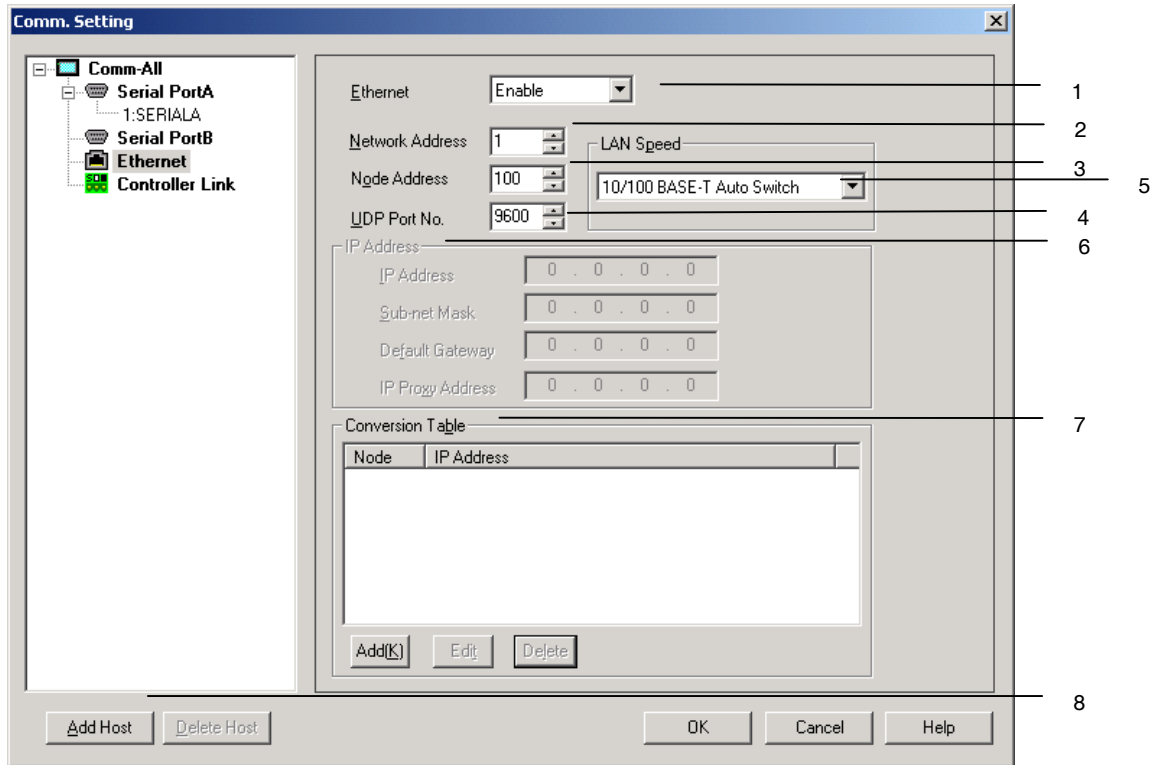 Comm. Setting
Comm-All
Serial PortA
1:SERIALA
Serial PortB
Ethernet
Controller Link
Ethernet
Enable
1
Network Address
1
2
LAN Speed
Node Address
100
10/100 BASE-T Auto Switch
3
5
UDP Port No.
9600
4
IP Address
6
IP Address
0 . 0 . 0 . 0
Sub-net Mask
0 . 0 . 0 . 0
Default Gateway
0 . 0 . 0 . 0
IP Proxy Address
0 . 0 . 0 . 0
7
Conversion Table
Node IP Address
Add(K) Edit Delete
8
Add Host Delete Host OK Cancel Help